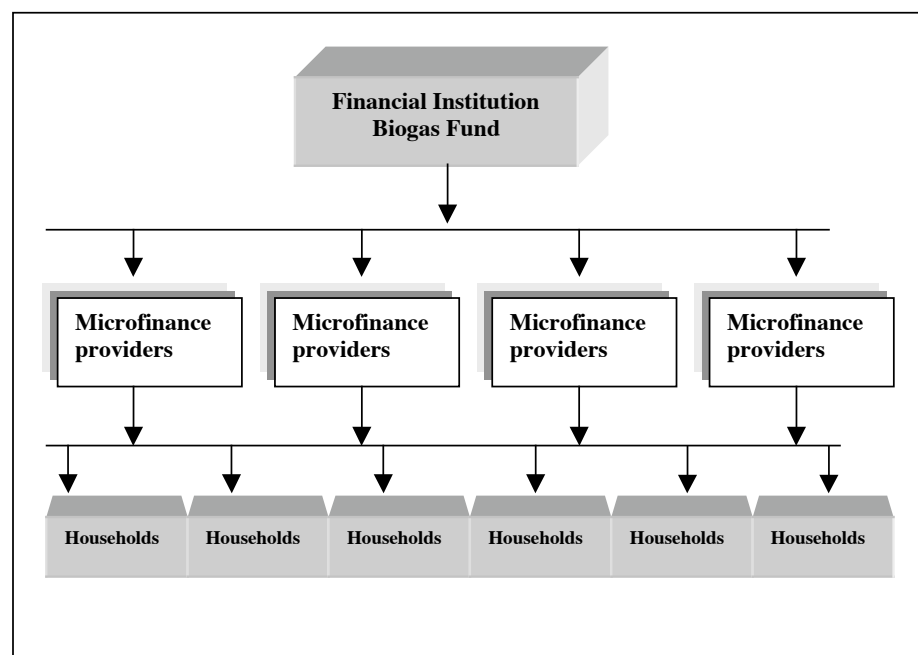 Financial Institution
Biogas Fund
Microfinance
providers
Microfinance
providers
Microfinance
providers
Microfinance
providers
Households
Households
Households
Households
Households
Households